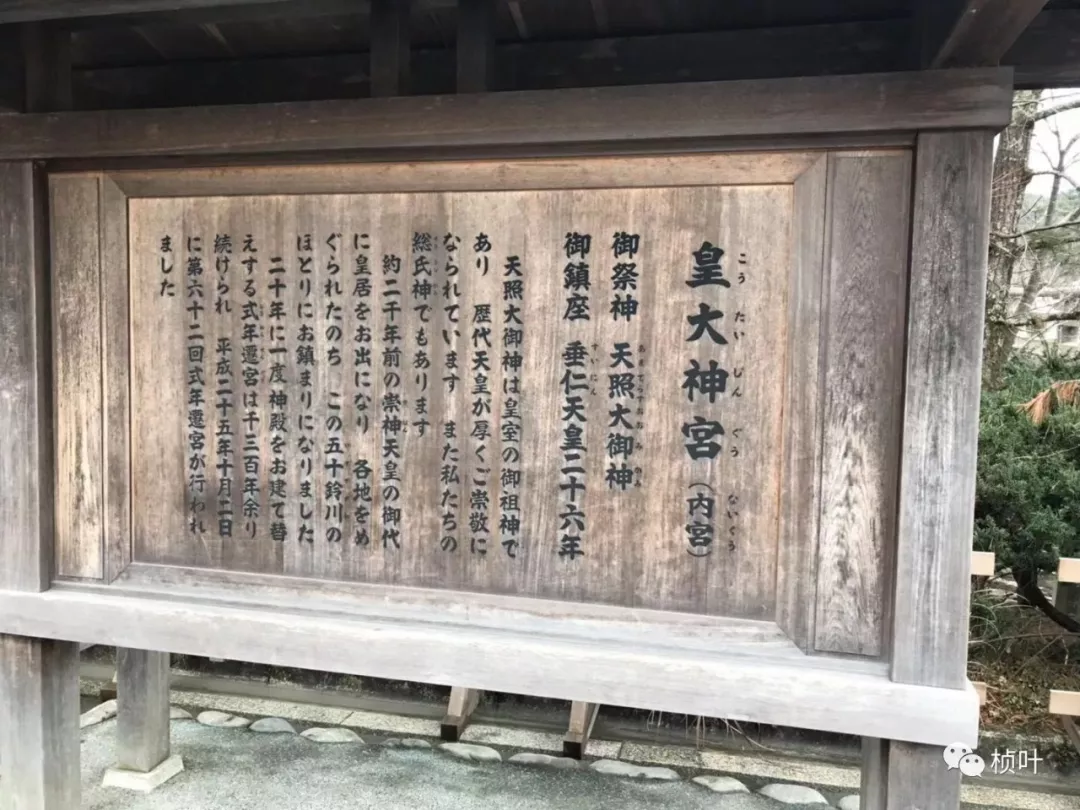 皇大神宮(内宮)
こうたいじんぐう ないくう
御祭神 天照大御神
御鎮座 垂仁天皇二十六年
すいにん
天照大御神は皇室の御祖神で
あり 歴代天皇が厚くご崇敬に
なられています また私たちの
総氏神でもあります
約二千年前の崇神天皇の御代
に皇居をお出になり 各地をめ
ぐられたのち この五十鈴川の
ほとりにお鎮まりになりました
二十年に一度神殿をお建て替
えする式年遷宮は千三百年余り
続けられ 平成二十五年十月二日
に第六十二回式年遷宮が行われ
ました
桢叶